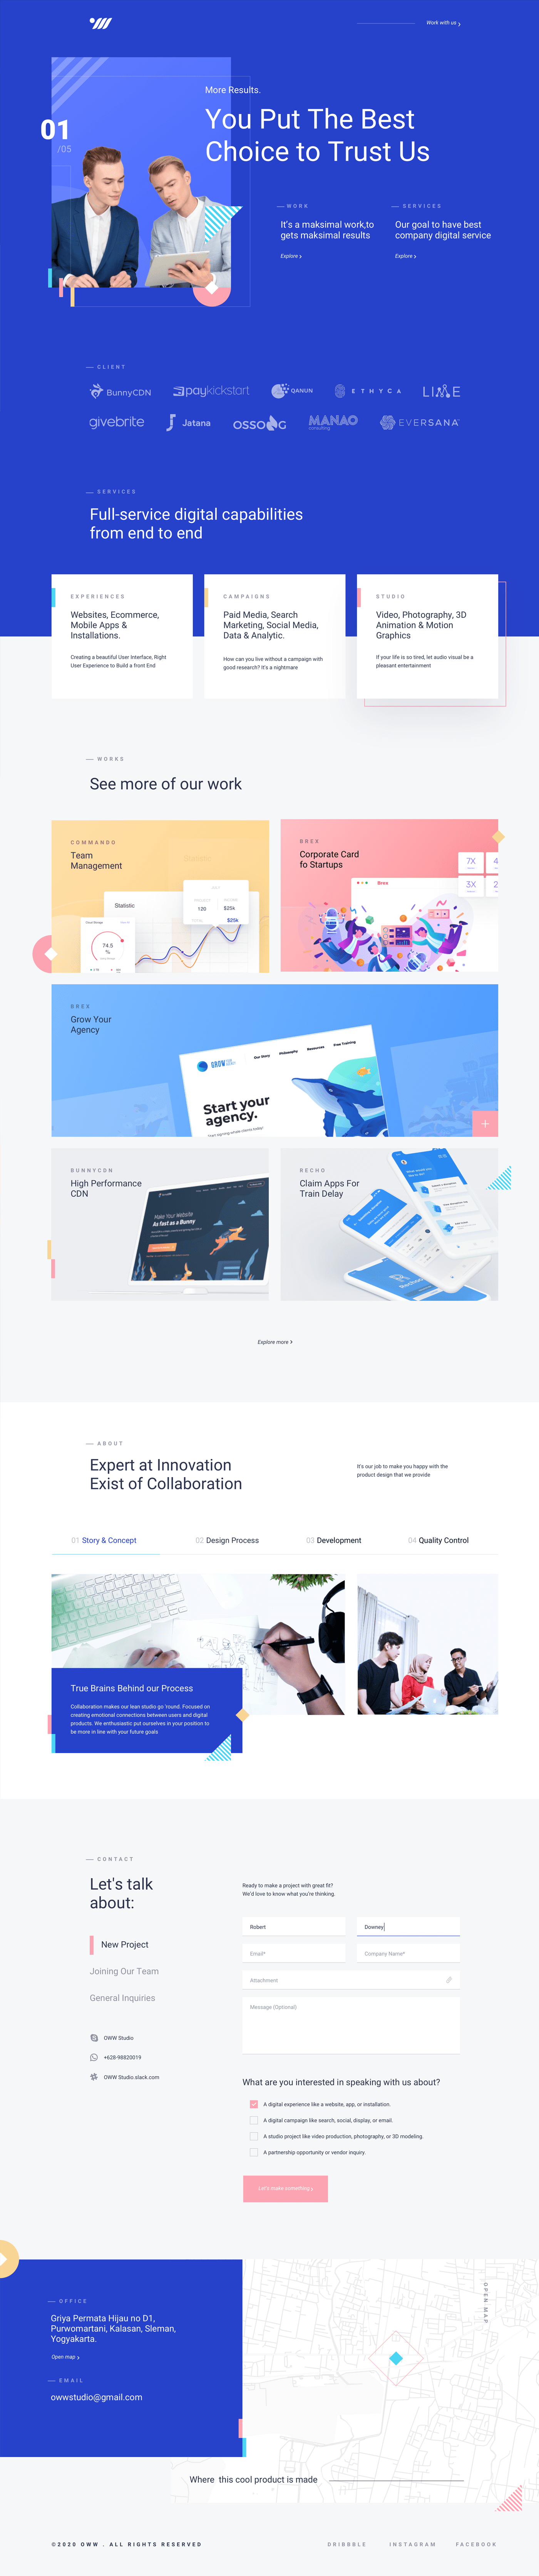 Work with us
More Results.
01
/05
You Put The Best
Choice to Trust Us
WORK
It's a maksimal work,to
gets maksimal results
Explore
SERVICES
Our goal to have best
company digital service
Explore
CLIENT
BunnyCDN
paykickstart
QANUN
ETHYCA
LIME
givebrite
Jatana
MANAO
consulting
EVERSANA
SERVICES
Full-service digital capabilities
from end to end
EXPERIENCES
Websites, Ecommerce,
Mobile Apps &
Installations.
Creating a beautiful User Interface, Right
User Experience to Build a front End
CAMPAIGNS
Paid Media, Search
Marketing, Social Media,
Data & Analytic.
How can you live without a campaign with
good research? It's a nightmare
STUDIO
Video, Photography, 3D
Animation & Motion
Graphics
If your life is so tired, let audio visual be a
pleasant entertainment
WORKS
See more of our work
COMMANDO
Team
Management
Statistic
74.5
%
120
$25k
$25k
BREX
Corporate Card
fo Startups
Brex
7X
3X
BREX
Grow Your
Agency
GROW
Our Story
Philosophy
Resources
Free Training
Start your
agency.
BUNNYCDN
High Performance
CDN
Make Your Website
As fast as a Bunny
RECHO
Claim Apps For
Train Delay
Explore more
ABOUT
Expert at Innovation
Exist of Collaboration
It's our job to make you happy with the
product design that we provide
01 Story & Concept
02 Design Process
03 Development
04 Quality Control
True Brains Behind our Process
Collaboration makes our lean studio go 'round. Focused on
creating emotional connections between users and digital
products. We enthusiastic put ourselves in your position to
be more in line with your future goals
CONTACT
Let's talk
about:
New Project
Joining Our Team
General Inquiries
OWW Studio
+628-98820019
OWW Studio.slack.com
Ready to make a project with great fit?
We'd love to know what you're thinking.
Robert
Downey
Email*
Company Name*
Attachment
Message (Optional)
What are you interested in speaking with us about?
A digital experience like a website, app, or installation.
A digital campaign like search, social, display, or email.
A studio project like video production, photography, or 3D modeling.
A partnership opportunity or vendor inquiry.
Let's make something
OFFICE
Griya Permata Hijau no D1,
Purwomartani, Kalasan, Sleman,
Yogyakarta.
Open map
EMAIL
owwstudio@gmail.com
OPEN MAP
Where this cool product is made
©2020 OWW . ALL RIGHTS RESERVED
DRIBBBLE
INSTAGRAM
FACEBOOK